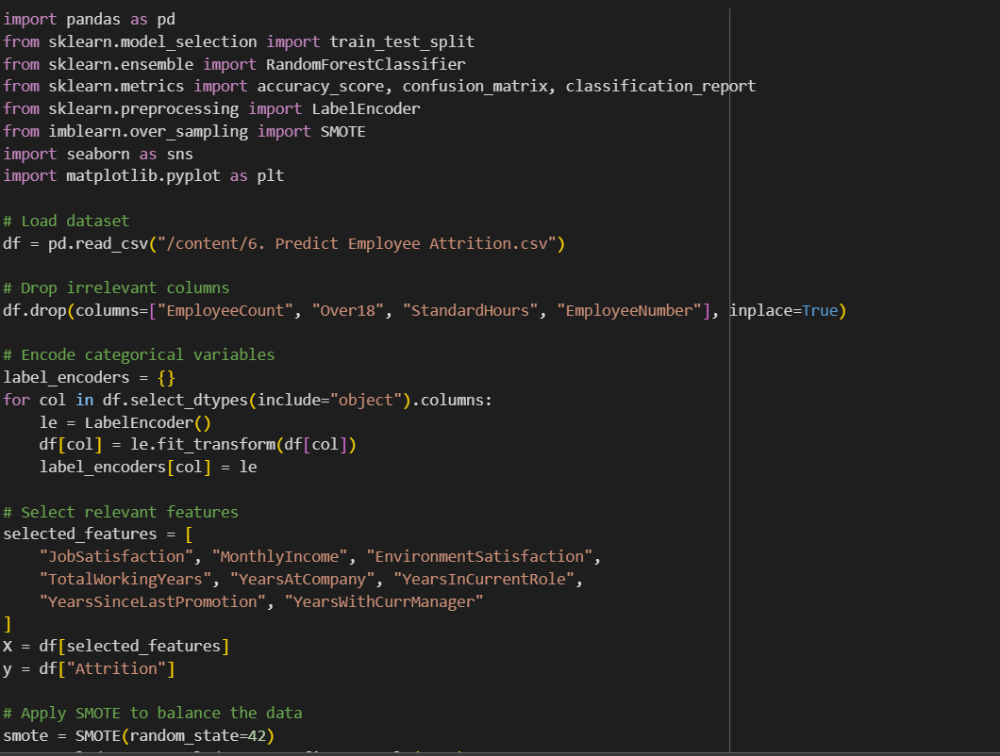 import pandas as pd
from sklearn.model_selection import train_test_split
from sklearn.ensemble import RandomForestClassifier
from sklearn.metrics import accuracy_score, confusion_matrix, classification_report
from sklearn.preprocessing import LabelEncoder
from imblearn.over_sampling import SMOTE
import seaborn as sns
import matplotlib.pyplot as plt

# Load dataset
df = pd.read_csv("/content/6. Predict Employee Attrition.csv")

# Drop irrelevant columns
df.drop(columns=["EmployeeCount", "Over18", "StandardHours", "EmployeeNumber"], inplace=True)

# Encode categorical variables
label_encoders = {}
for col in df.select_dtypes(include="object").columns:
    le = LabelEncoder()
    df[col] = le.fit_transform(df[col])
    label_encoders[col] = le

# Select relevant features
selected_features = [
    "JobSatisfaction", "MonthlyIncome", "EnvironmentSatisfaction",
    "TotalWorkingYears", "YearsAtCompany", "YearsInCurrentRole",
    "YearsSinceLastPromotion", "YearsWithCurrManager"
]
X = df[selected_features]
y = df["Attrition"]

# Apply SMOTE to balance the data
smote = SMOTE(random_state=42)